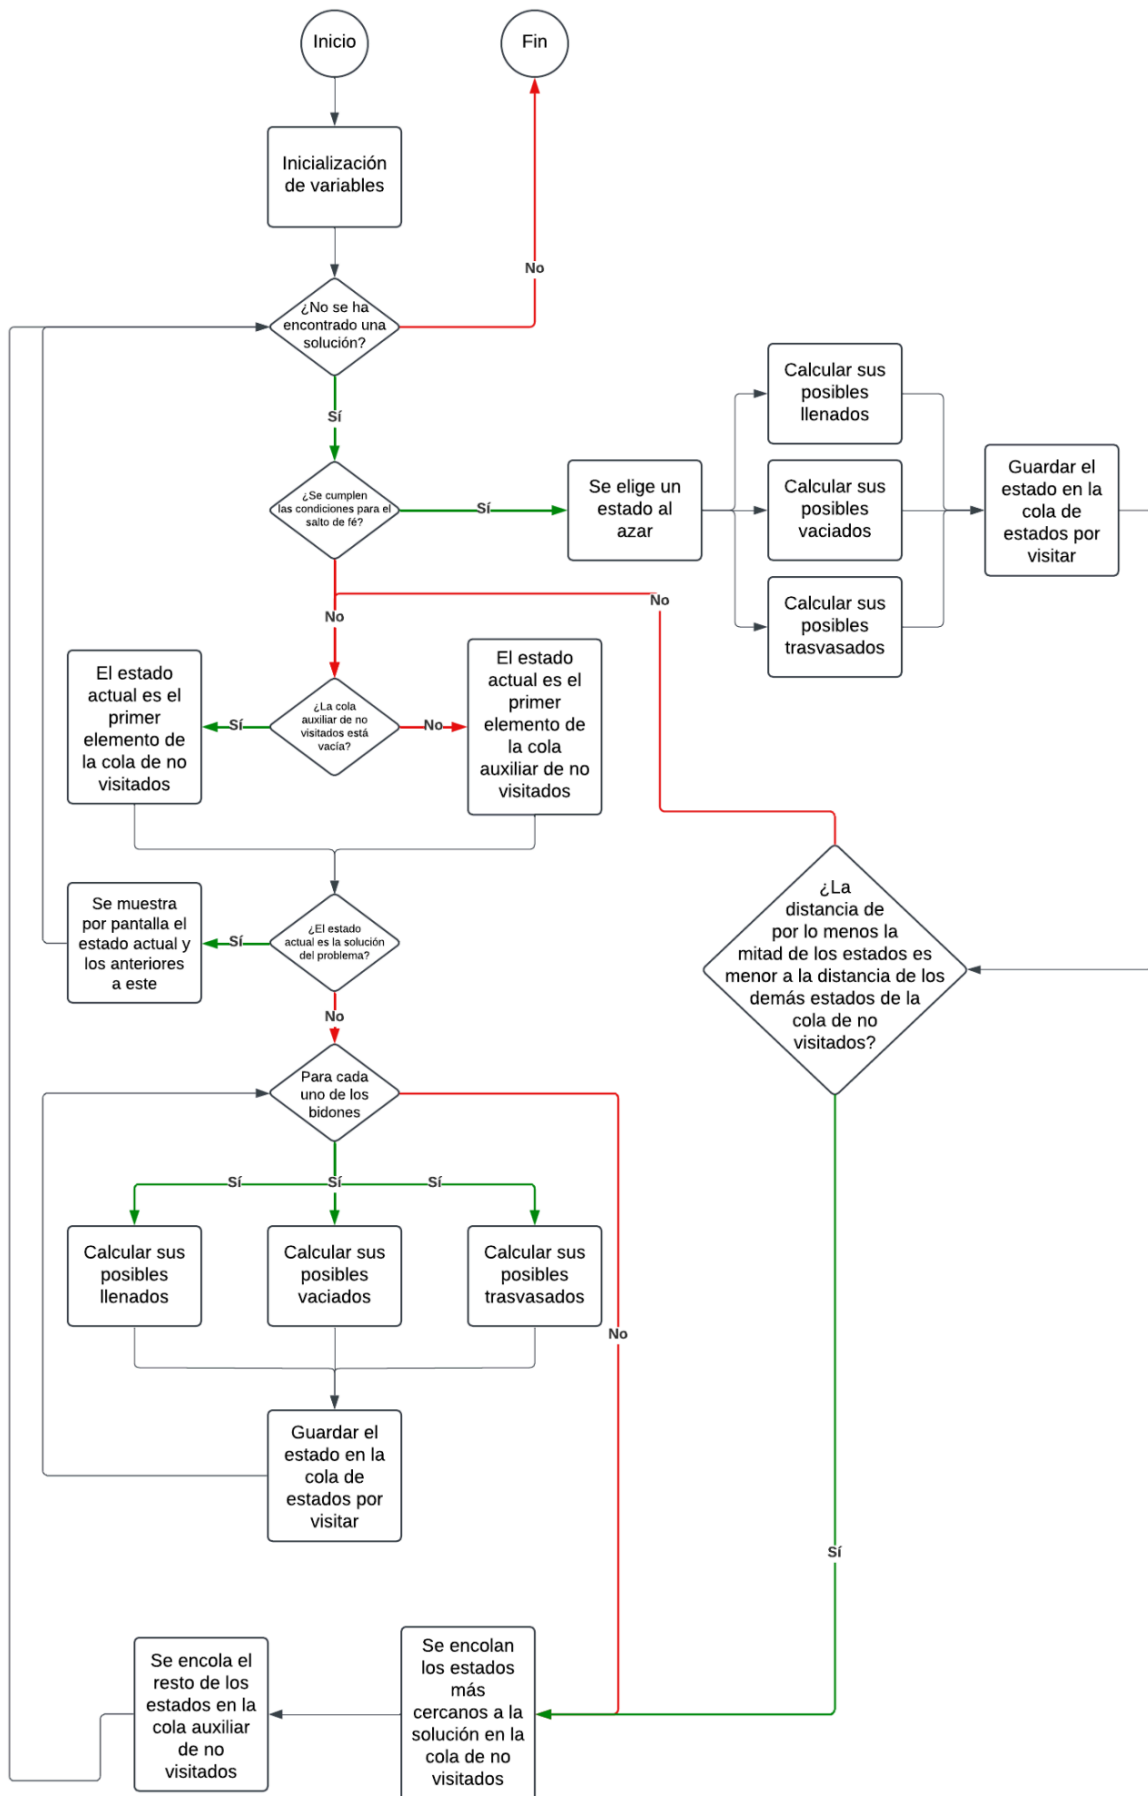 Inicio
Fin
Inicialización
de variables
No
¿No se ha
encontrado una
solución?
Sí
¿Se cumplen
las condiciones para el
salto de fé?
Sí
Se elige un
estado al
azar
Calcular sus
posibles
llenados
Calcular sus
posibles
vaciados
Calcular sus
posibles
trasvasados
Guardar el
estado en la
cola de
estados por
visitar
No
No
El estado
actual es el
primer
elemento de
la cola de no
visitados
Sí
¿La cola
auxiliar de no
visitados está
vacía?
No
El estado
actual es el
primer
elemento de
la cola
auxiliar de no
visitados
Se muestra
por pantalla el
estado actual y
los anteriores
a este
Sí
¿El estado
actual es la solución
del problema?
¿La
distancia de
por lo menos la
mitad de los estados es
menor a la distancia de los
demás estados de la
cola de no
visitados?
No
Para cada
uno de los
bidones
Sí
Sí
Sí
Calcular sus
posibles
llenados
Calcular sus
posibles
vaciados
Calcular sus
posibles
trasvasados
No
Guardar el
estado en la
cola de
estados por
visitar
Sí
Se encola el
resto de los
estados en la
cola auxiliar
de no
visitados
Se encolan
los estados
más
cercanos a la
solución en la
cola de no
visitados